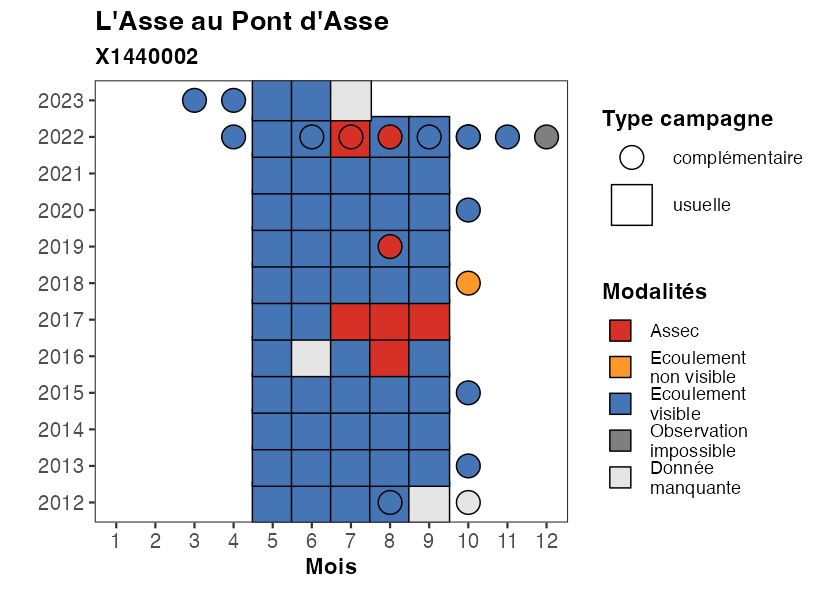 L'Asse au Pont d'Asse
X1440002
2023
2022
2021
2020
2019
2018
2017
2016
2015
2014
2013
2012
1 2 3 4 5 6 7 8 9 10 11 12
Mois
Type campagne
complémentaire
usuelle
Modalités
Assec
Ecoulement
non visible
Ecoulement
visible
Observation
impossible
Donnée
manquante